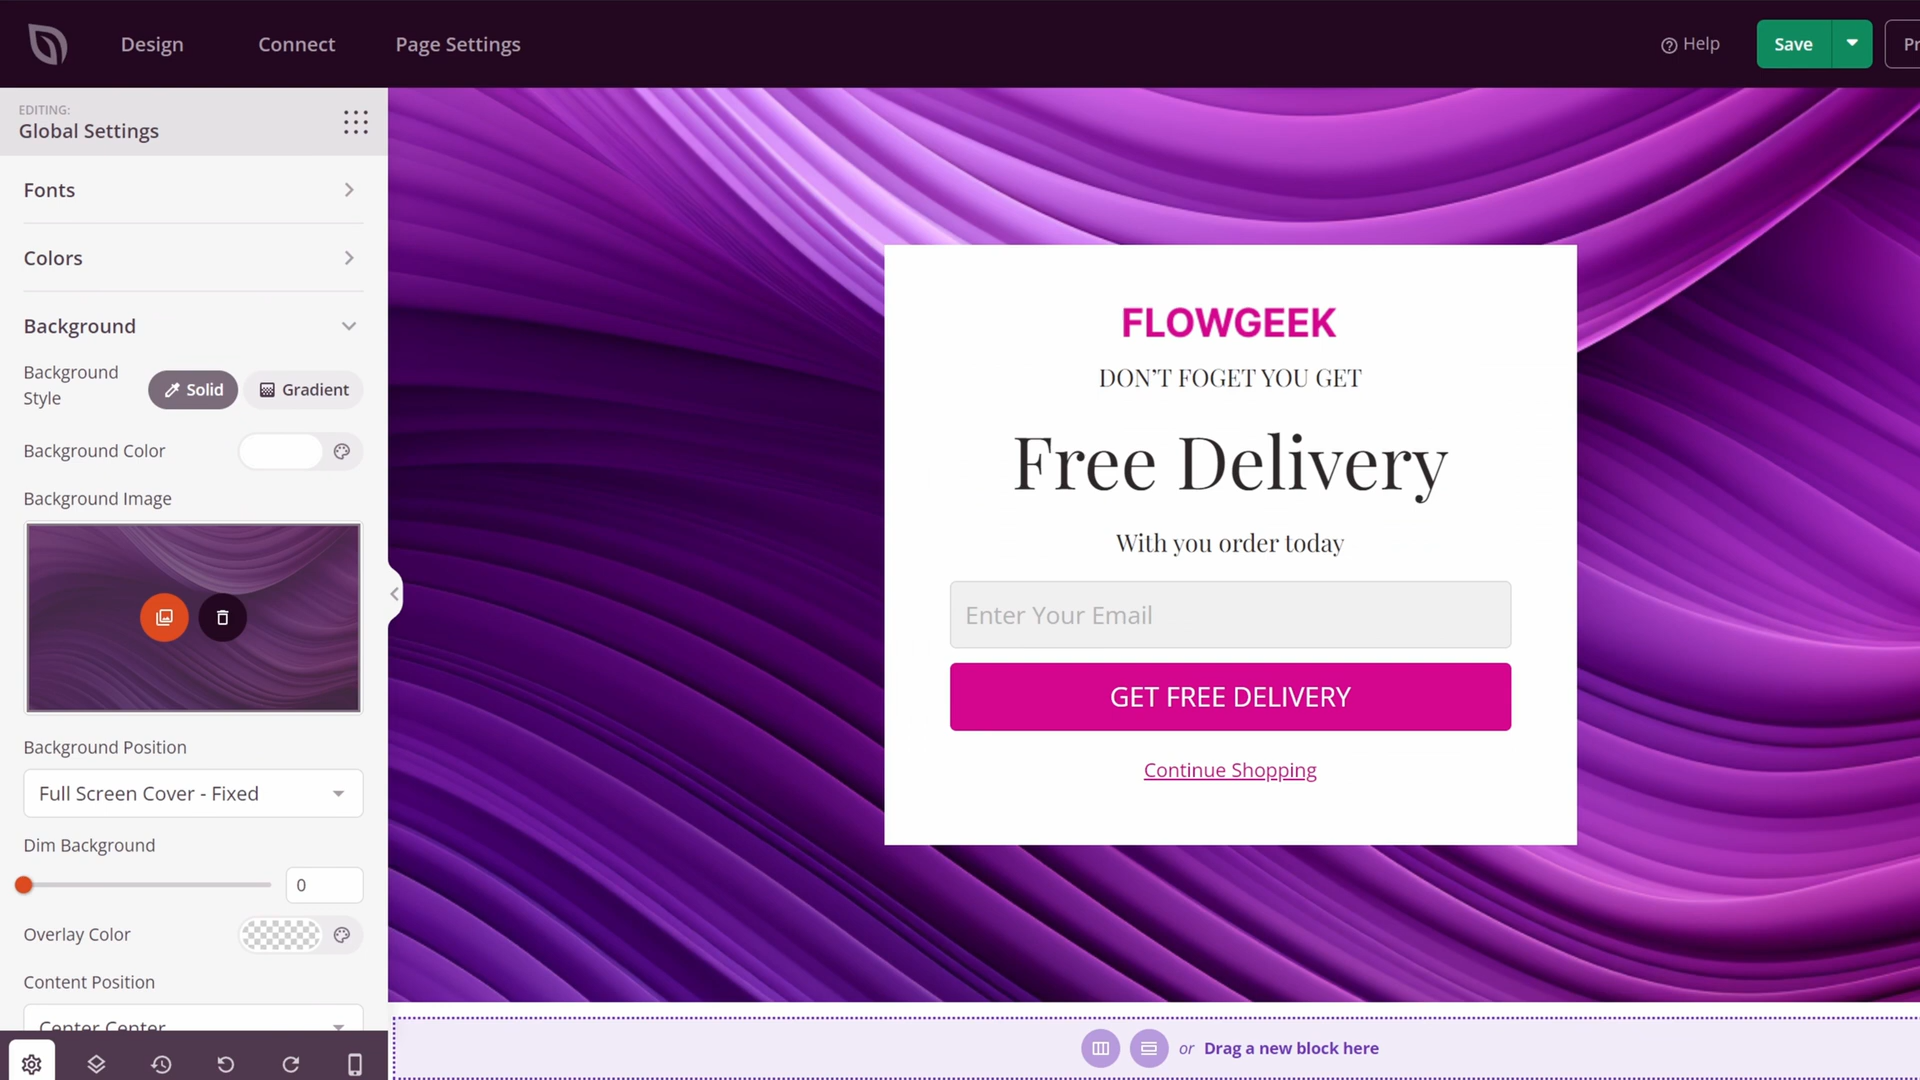 Design
Connect
Page Settings
Help
Save
Pr
EDITING:
Global Settings
Fonts
Colors
Background
Background
Style
Solid
Gradient
Background Color
Background Image
Background Position
Full Screen Cover - Fixed
Dim Background
0
Overlay Color
Content Position
Center Center
FLOWGEEK
DON’T FOGET YOU GET
Free Delivery
With you order today
Enter Your Email
GET FREE DELIVERY
Continue Shopping
or Drag a new block here